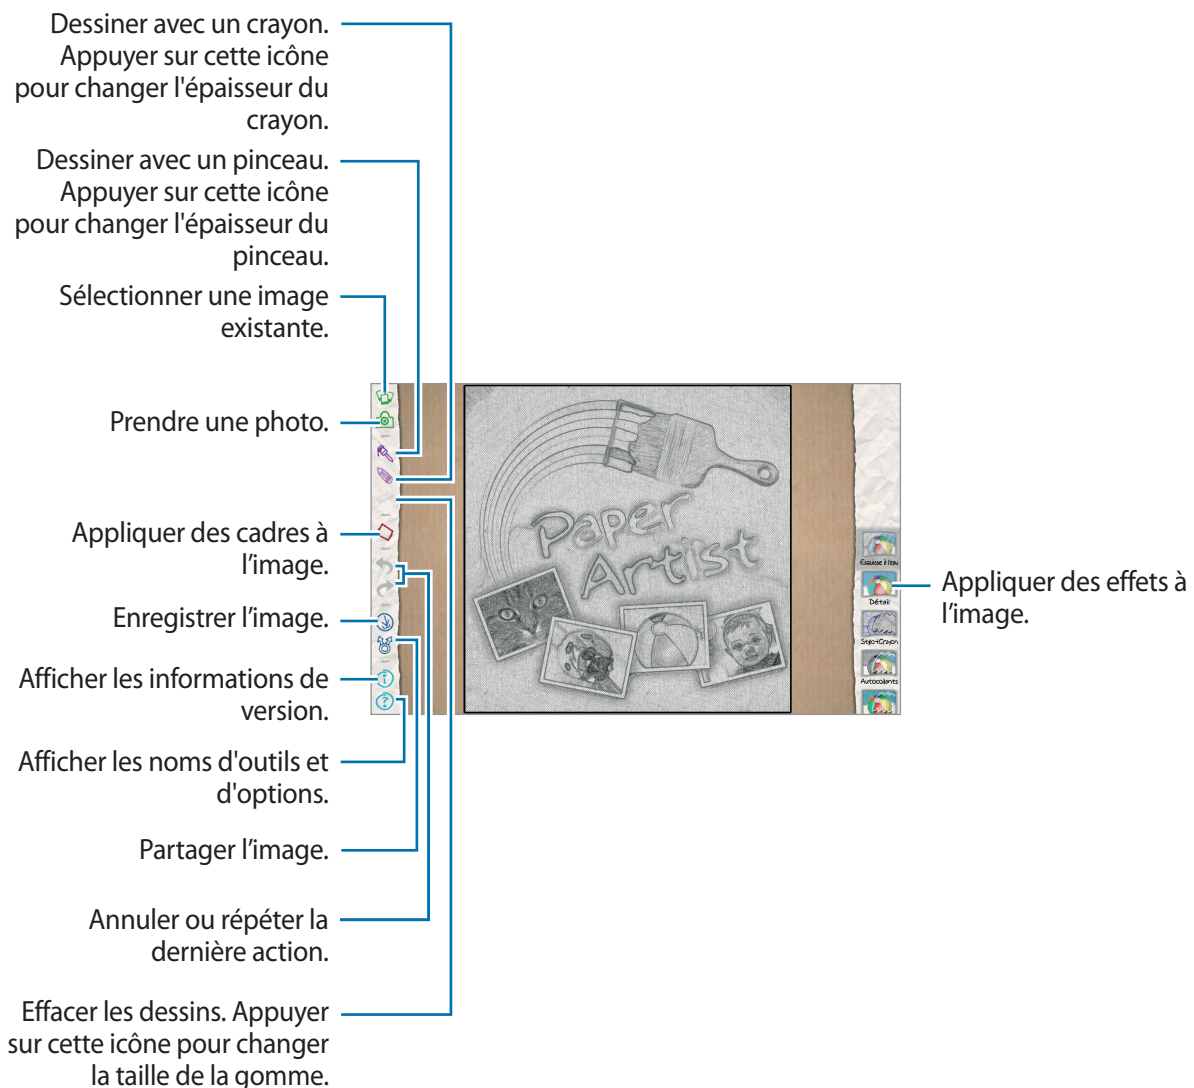 Dessiner avec un crayon.
Appuyer sur cette icône
pour changer l'épaisseur du
crayon.
Dessiner avec un pinceau.
Appuyer sur cette icône
pour changer l'épaisseur du
pinceau.
Sélectionner une image
existante.
Prendre une photo.
Appliquer des cadres à
l’image.
Enregistrer l’image.
Afficher les informations de
version.
Afficher les noms d'outils et
d'options.
Partager l’image.
Annuler ou répéter la
dernière action.
Effacer les dessins. Appuyer
sur cette icône pour changer
la taille de la gomme.
Paper
Artist
Esquisse à l'eau
Détail
Stylo+Crayon
Autocollants
Appliquer des effets à
l’image.